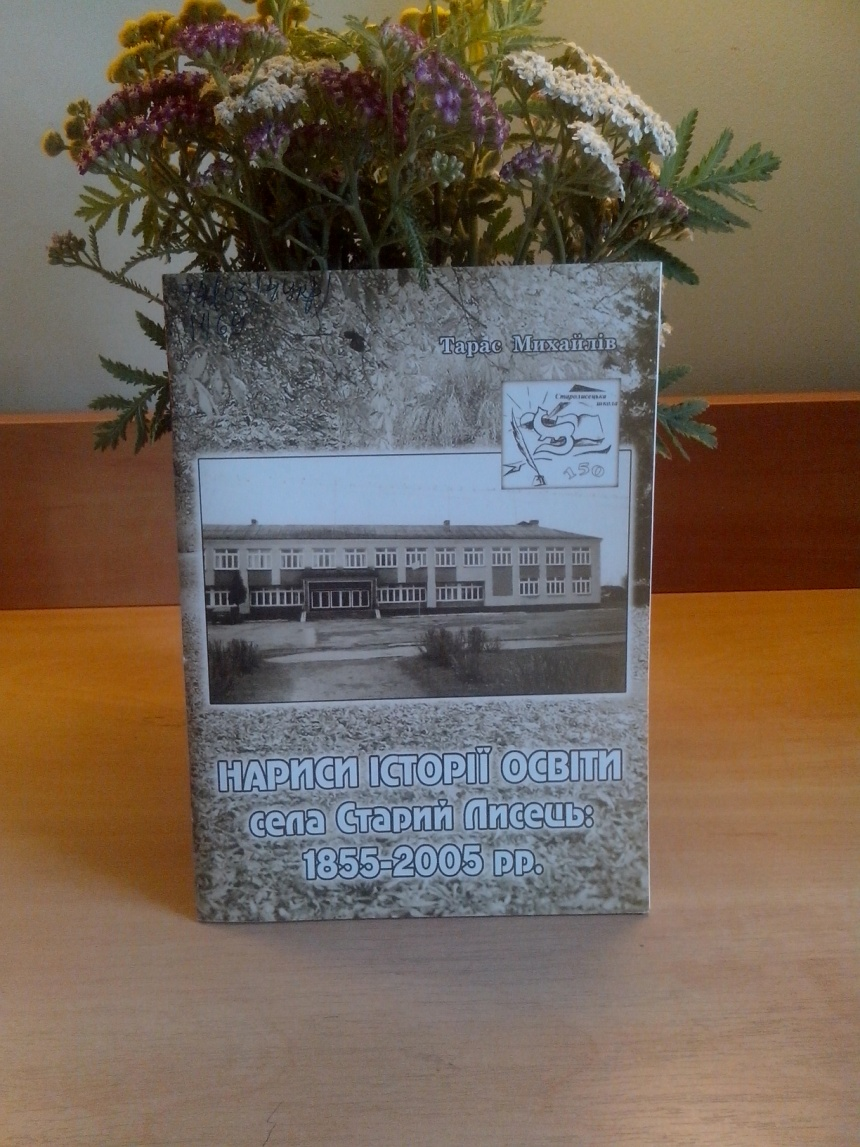 Тарас Михайлів
Старолисецька
школа
150
НАРИСИ ІСТОРІЇ ОСВІТИ
села Старий Лисець:
1855-2005 рр.